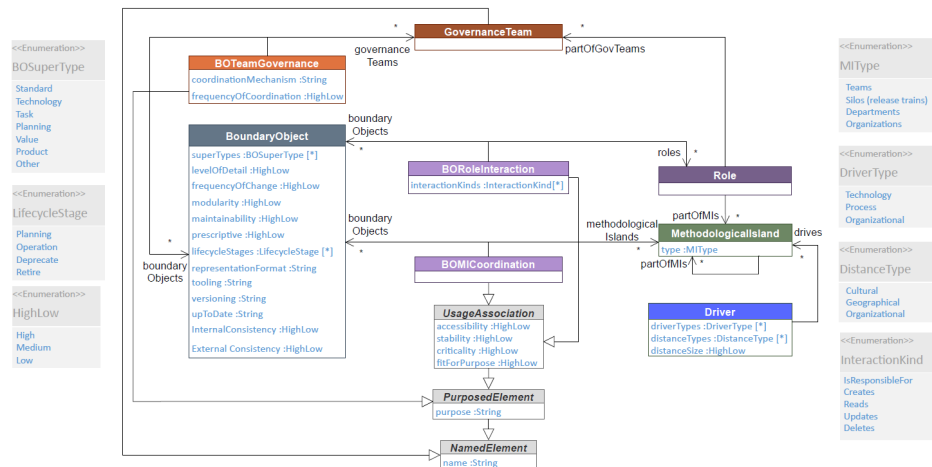 <<Enumeration>>
BOSuperType
Standard
Technology
Task
Planning
Value
Product
Other
<<Enumeration>>
LifecycleStage
Planning
Operation
Deprecate
Retire
<<Enumeration>>
HighLow
High
Medium
Low
GovernanceTeam
*
*
*
governance
Teams
partOfGovTeams
BOTeamGovernance
coordinationMechanism :String
frequencyOfCoordination :HighLow
BoundaryObject
superTypes :BOSuperType [*]
levelOfDetail :HighLow
frequencyOfChange :HighLow
modularity :HighLow
maintainability :HighLow
prescriptive :HighLow
lifecycleStages :LifecycleStage [*]
representationFormat :String
tooling :String
versioning :String
upToDate :String
InternalConsistency :HighLow
External Consistency :HighLow
*
boundary
Objects
boundary
Objects
*
boundary
Objects
*
BORoleInteraction
interactionKinds :InteractionKind[*]
BOMICoordination
roles
*
Role
partOfMIs
*
methodological
Islands
*
MethodologicalIsland
type :MIType
partOfMIs
*
*
drives
*
Driver
driverTypes :DriverType [*]
distanceTypes :DistanceType [*]
distanceSize :HighLow
UsageAssociation
accessibility :HighLow
stability :HighLow
criticality :HighLow
fitForPurpose :HighLow
PurposedElement
purpose :String
NamedElement
name :String
<<Enumeration>>
MIType
Teams
Silos (release trains)
Departments
Organizations
<<Enumeration>>
DriverType
Technology
Process
Organizational
<<Enumeration>>
DistanceType
Cultural
Geographical
Organizational
<<Enumeration>>
InteractionKind
IsResponsibleFor
Creates
Reads
Updates
Deletes